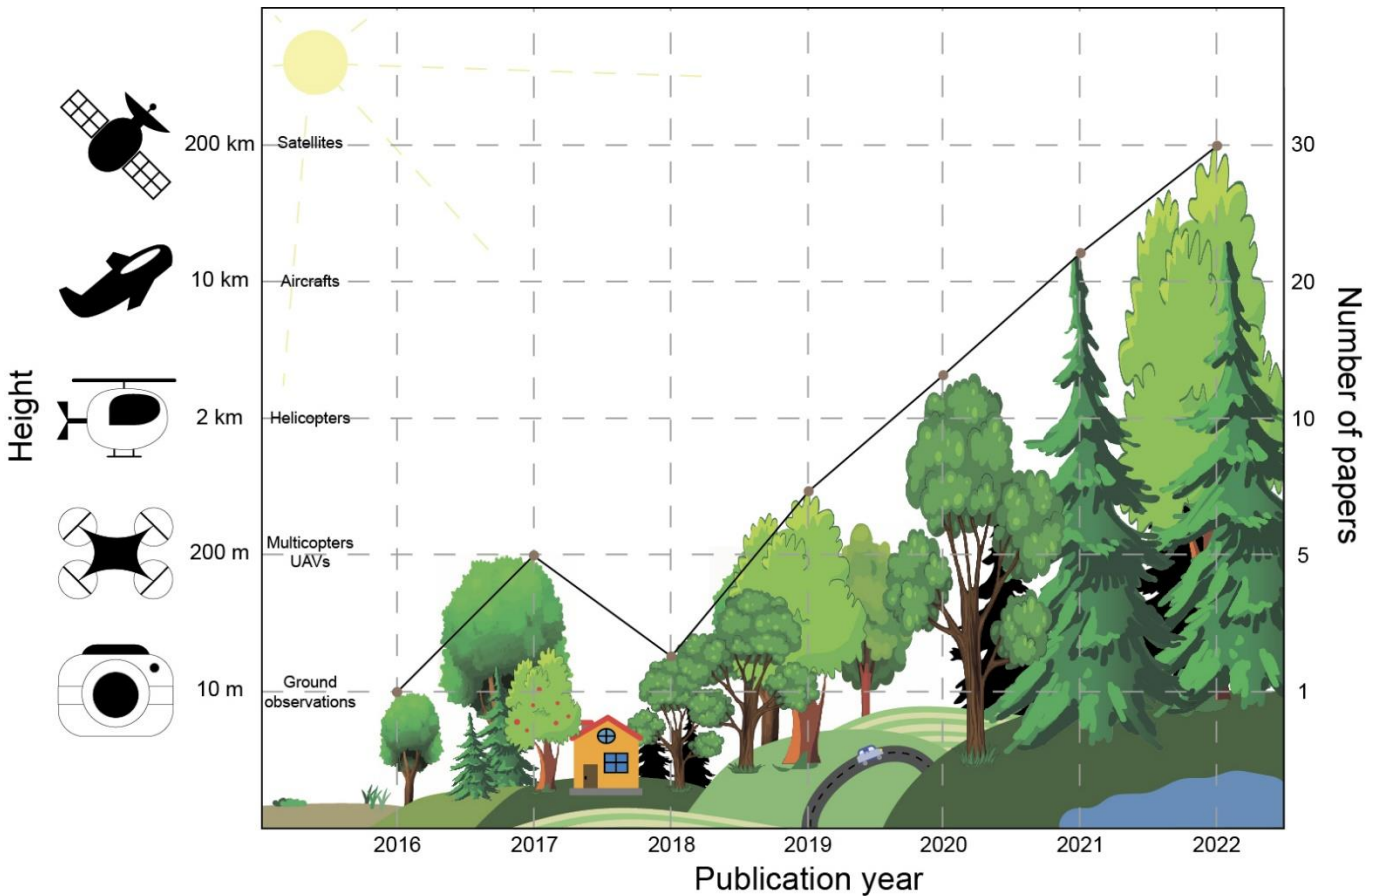 200 km
Satellites
30
10 km
Aircrafts
20
Height
2 km
Helicopters
10
Number of papers
200 m
Multicopters
UAVs
5
10 m
Ground
observations
1
2016
2017
2018
2019
2020
2021
2022
Publication year